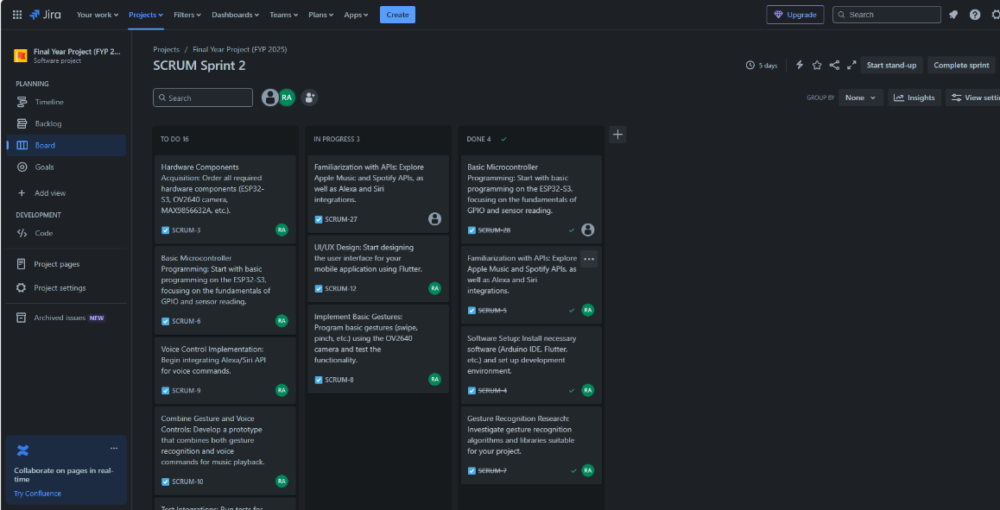 Jira
Your work
Projects
Filters
Dashboards
Teams
Plans
Apps
Create
Upgrade
Search
Final Year Project (FYP 2...
Software project
PLANNING
Timeline
Backlog
Board
Goals
Add view
DEVELOPMENT
Code
Project pages
Project settings
Archived issues NEW
Collaborate on pages in real-
time
Try Confluence
Projects / Final Year Project (FYP 2025)
SCRUM Sprint 2
5 days
Start stand-up
Complete sprint
Search
RA
GROUP BY
None
Insights
View setti
TO DO 16
Hardware Components
Acquisition: Order all required
hardware components (ESP32-
S3, OV2640 camera,
MAX9856632A, etc.).
SCRUM-3
RA
Basic Microcontroller
Programming: Start with basic
programming on the ESP32-S3,
focusing on the fundamentals of
GPIO and sensor reading.
SCRUM-6
RA
Voice Control Implementation:
Begin integrating Alexa/Siri API
for voice commands.
SCRUM-9
RA
Combine Gesture and Voice
Controls: Develop a prototype
that combines both gesture
recognition and voice
commands for music playback.
SCRUM-10
RA
Test Integrations: Run tests for
IN PROGRESS 3
Familiarization with APIs: Explore
Apple Music and Spotify APIs, as
well as Alexa and Siri
integrations.
SCRUM-27
UI/UX Design: Start designing
the user interface for your
mobile application using Flutter.
SCRUM-12
RA
Implement Basic Gestures:
Program basic gestures (swipe,
pinch, etc.) using the OV2640
camera and test the
functionality.
SCRUM-8
RA
DONE 4
Basic Microcontroller
Programming: Start with basic
programming on the ESP32-S3,
focusing on the fundamentals of
GPIO and sensor reading.
SCRUM-28
Familiarization with APIs: Explore
Apple Music and Spotify APIs, as
well as Alexa and Siri
integrations.
SCRUM-5
RA
Software Setup: Install necessary
software (Arduino IDE, Flutter,
etc.) and set up development
environment.
SCRUM-4
RA
Gesture Recognition Research:
Investigate gesture recognition
algorithms and libraries suitable
for your project.
SCRUM-7
RA